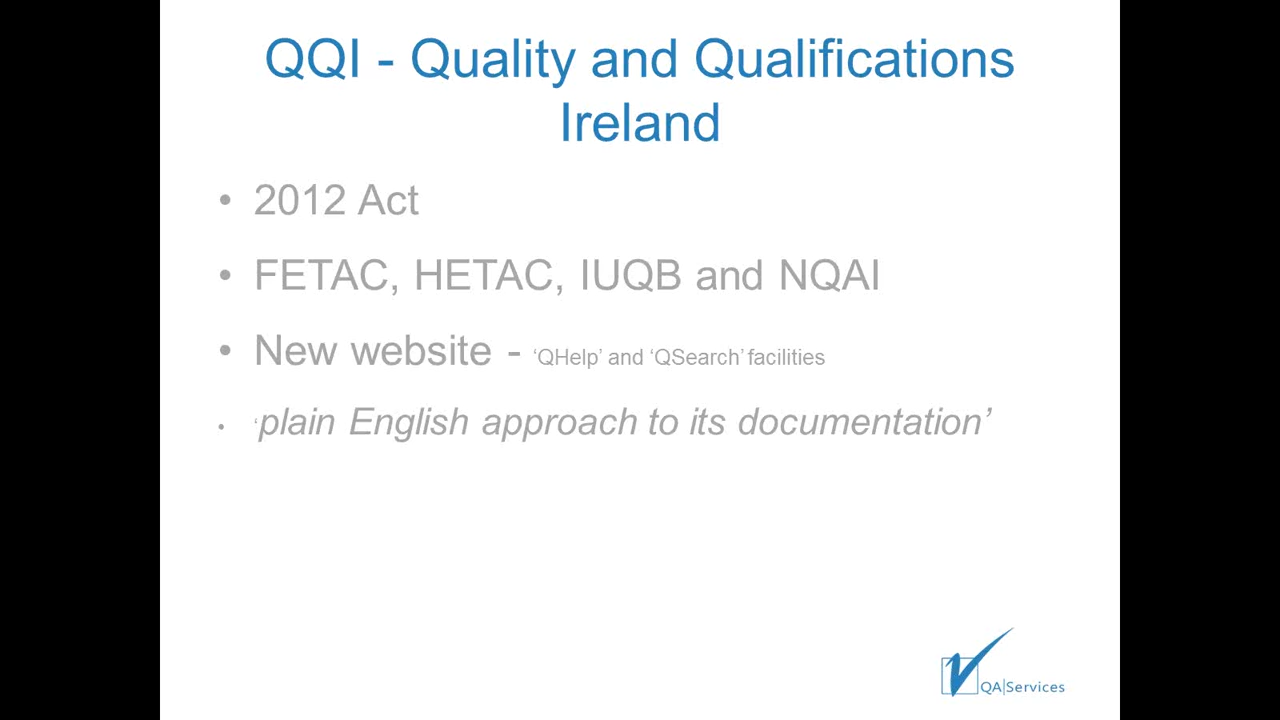 QQI - Quality and Qualifications
Ireland
• 2012 Act
• FETAC, HETAC, IUQB and NQAI
• New website - ‘QHelp’ and ‘QSearch’ facilities
• ‘plain English approach to its documentation’
QA|Services